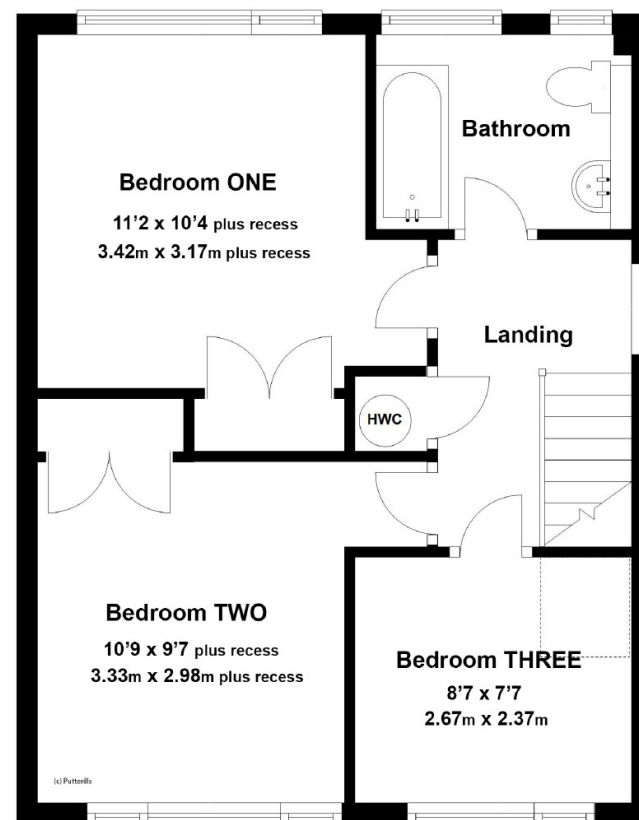 Bathroom
Bedroom ONE
11'2 x 10'4 plus recess
3.42m x 3.17m plus recess
Landing
HWC
Bedroom TWO
10'9 x 9'7 plus recess
3.33m x 2.98m plus recess
Bedroom THREE
8'7 x 7'7
2.67m x 2.37m
(c) Putterills